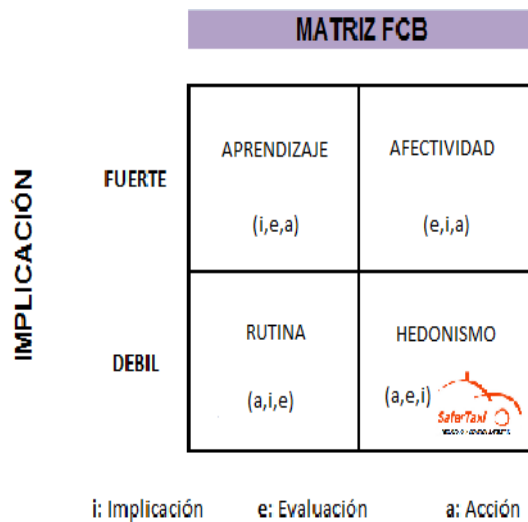 MATRIZ FCB
IMPLICACIÓN
FUERTE
APRENDIZAJE
(i,e,a)
AFECTIVIDAD
(e,i,a)
DEBIL
RUTINA
(a,i,e)
HEDONISMO
(a,e,i)
SaferTaxi
i: Implicación e: Evaluación a: Acción